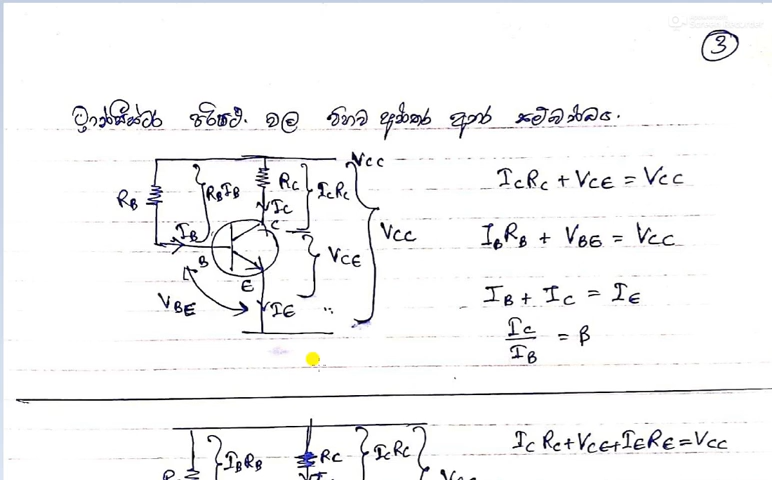 3
ට්‍රාන්සිස්ටර පරිපථ. වල විභව අන්තර අතර සම්බන්ධය.
VCC
RB
RBIB
RC
ICRC
IC
IB
C
VCC
B
VCE
E
VBE
IE
ICRC + VCE = VCC
IBRB + VBE = VCC
IB + IC = IE
IC/IB = β
IBRB
RC
ICRC
ICRC+VCE+IERE=VCC